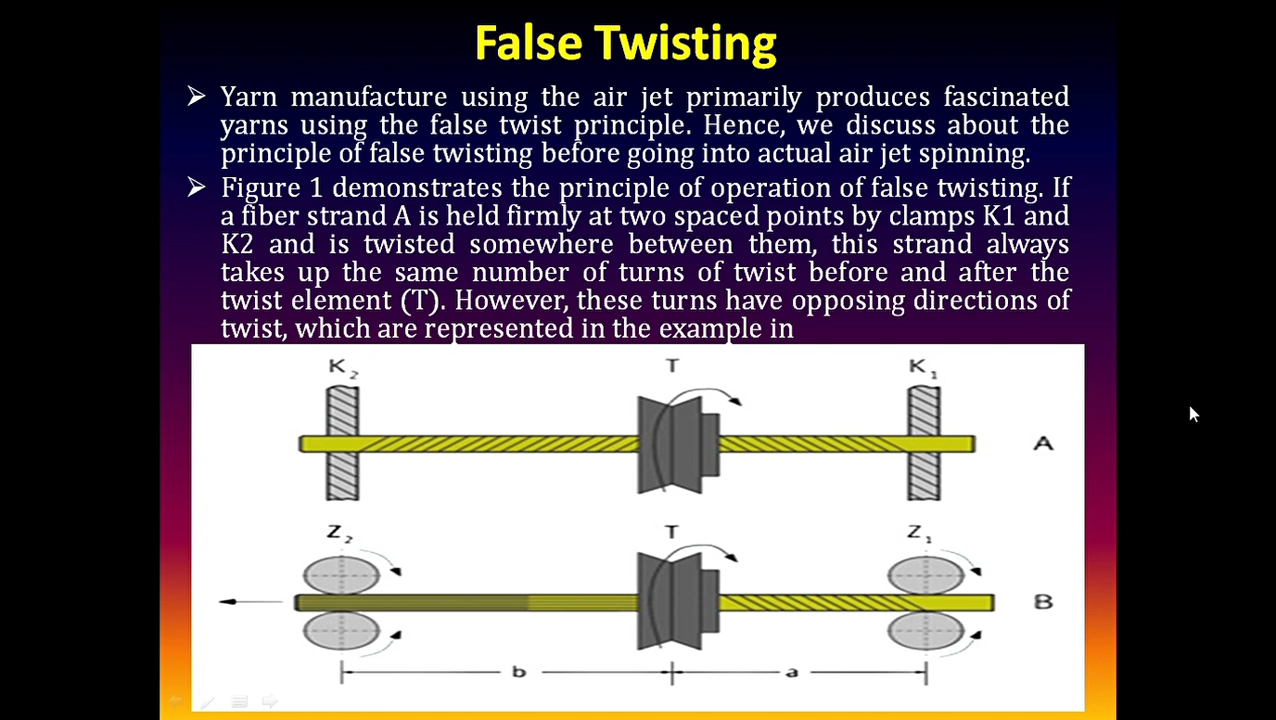 False Twisting
➢ Yarn manufacture using the air jet primarily produces fascinated
yarns using the false twist principle. Hence, we discuss about the
principle of false twisting before going into actual air jet spinning.
➢ Figure 1 demonstrates the principle of operation of false twisting. If
a fiber strand A is held firmly at two spaced points by clamps K1 and
K2 and is twisted somewhere between them, this strand always
takes up the same number of turns of twist before and after the
twist element (T). However, these turns have opposing directions of
twist, which are represented in the example in
K₂ T K₁
A
Z₂ T Z₁
B
b a